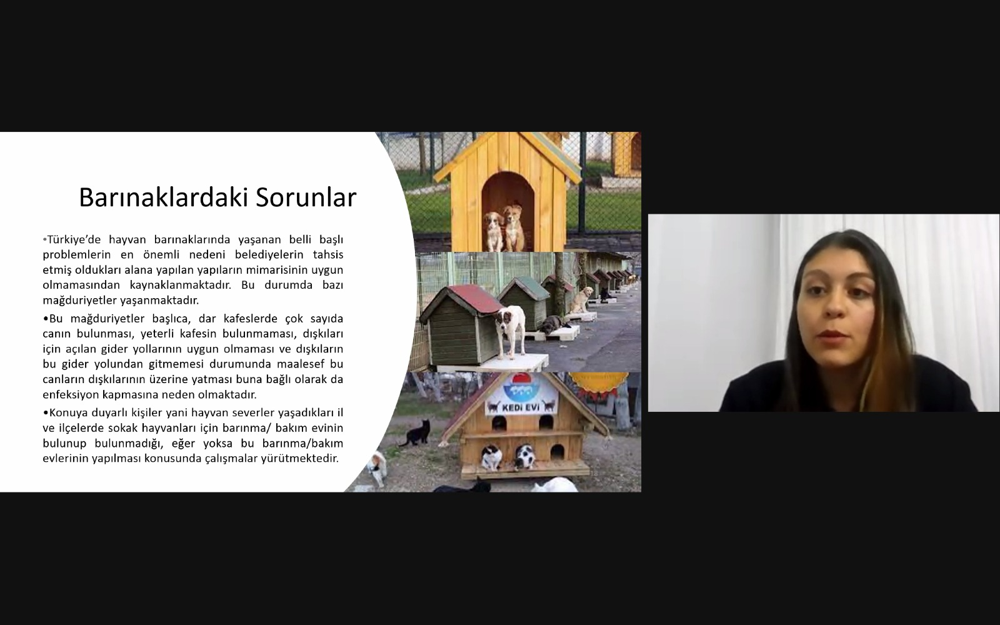 Barınaklardaki Sorunlar
•Türkiye’de hayvan barınaklarında yaşanan belli başlı
problemlerin en önemli nedeni belediyelerin tahsis
etmiş oldukları alana yapılan yapıların mimarisinin uygun
olmamasından kaynaklanmaktadır. Bu durumda bazı
mağduriyetler yaşanmaktadır.
•Bu mağduriyetler başlıca, dar kafeslerde çok sayıda
canın bulunması, yeterli kafesin bulunmaması, dışkıları
için açılan gider yollarının uygun olmaması ve dışkıların
bu gider yolundan gitmemesi durumunda maalesef bu
canların dışkılarının üzerine yatması buna bağlı olarak da
enfeksiyon kapmasına neden olmaktadır.
•Konuya duyarlı kişiler yani hayvan severler yaşadıkları il
ve ilçelerde sokak hayvanları için barınma/ bakım evinin
bulunup bulunmadığı, eğer yoksa bu barınma/bakım
evlerinin yapılması konusunda çalışmalar yürütmektedir.
KEDİ EVİ
18